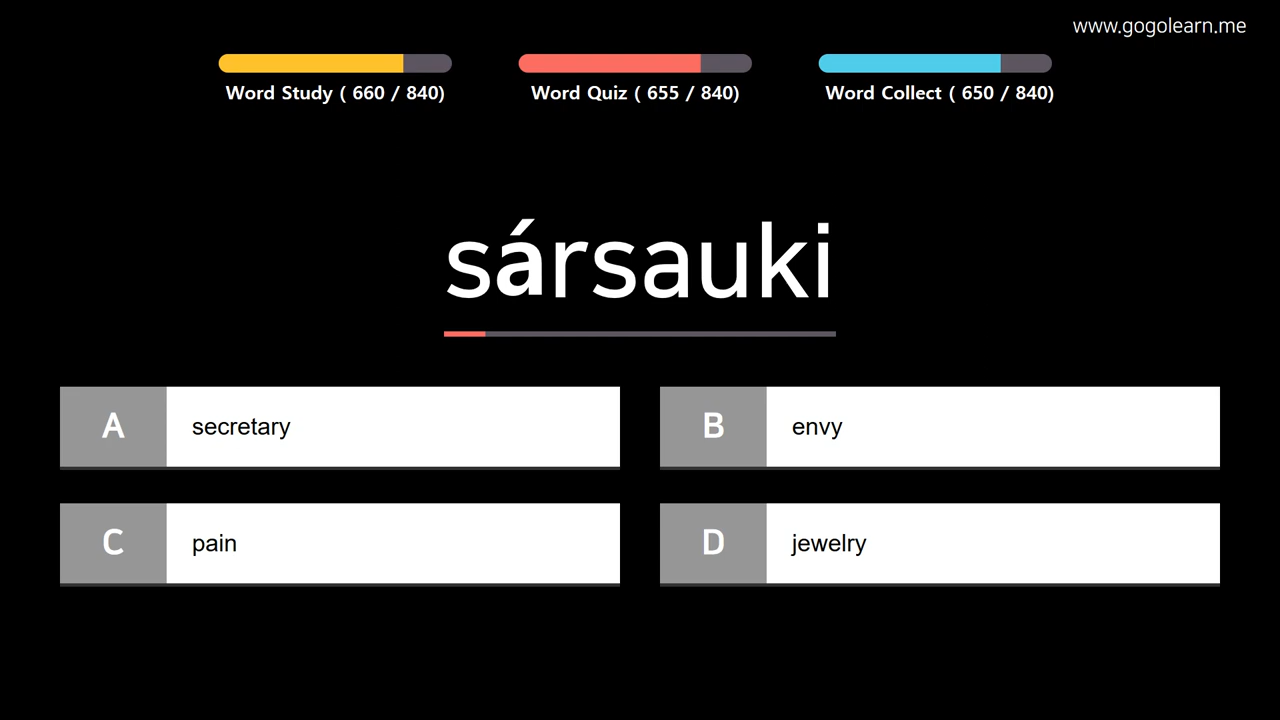 www.gogolearn.me
Word Study ( 660 / 840)
Word Quiz ( 655 / 840)
Word Collect ( 650 / 840)
sársauki
A secretary
B envy
C pain
D jewelry